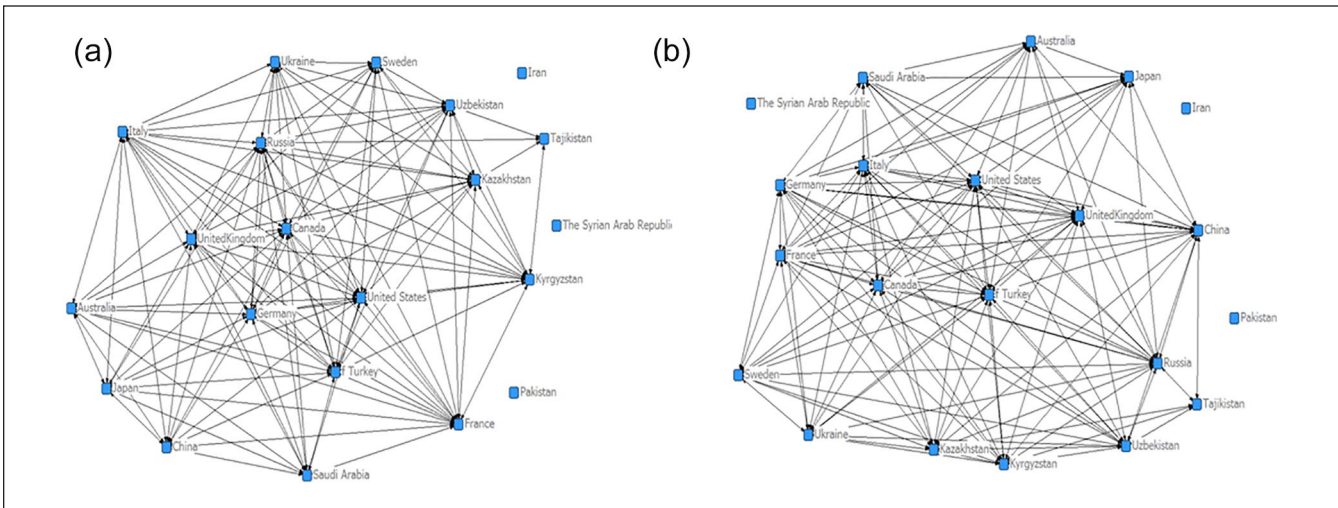 (a)
Ukraine
Sweden
Iran
Uzbekistan
Italy
Russia
Tajikistan
Kazakhstan
The Syrian Arab Republic
Canada
UnitedKingdom
Kyrgyzstan
United States
Australia
Germany
f Turkey
Japan
Pakistan
France
China
Saudi Arabia
(b)
Australia
Saudi Arabia
Japan
The Syrian Arab Republic
Iran
Italy
United States
Germany
UnitedKingdom
China
France
Canada
f Turkey
Pakistan
Russia
Sweden
Tajikistan
Ukraine
Uzbekistan
Kazakhstan
Kyrgyzstan